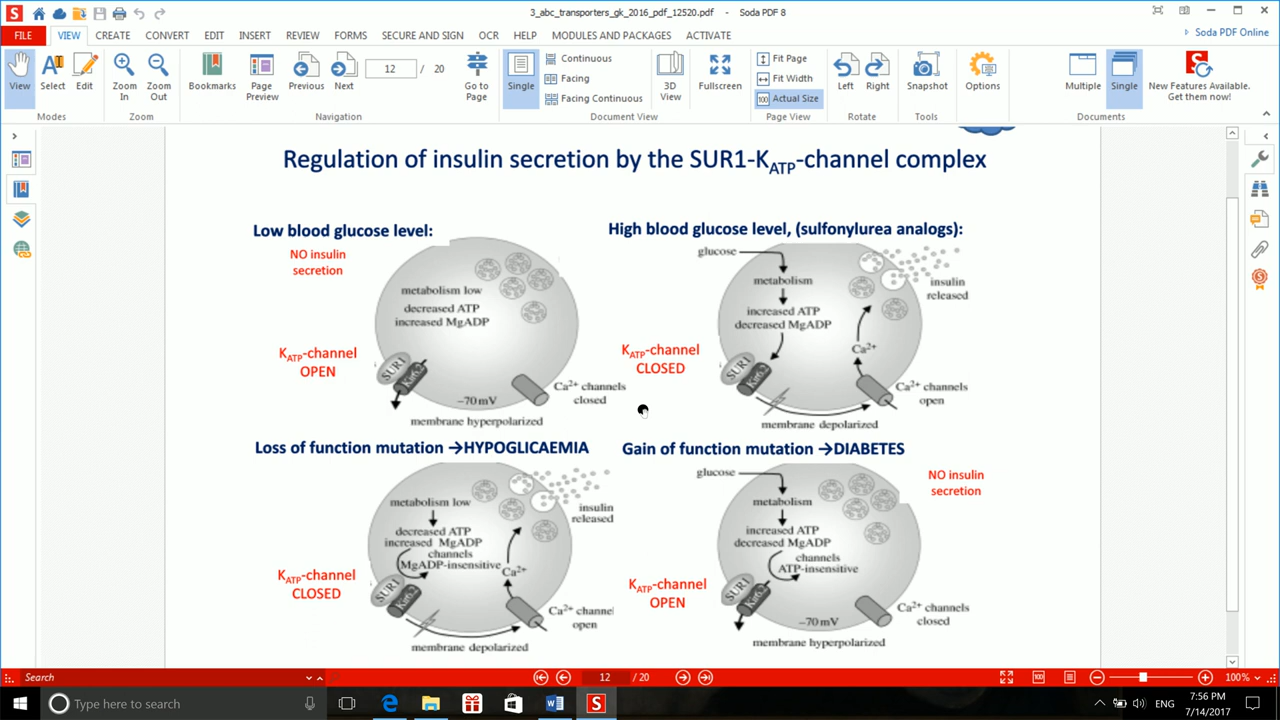 3_abc_transporters_gk_2016_pdf_12520.pdf - Soda PDF 8
FILE VIEW CREATE CONVERT EDIT INSERT REVIEW FORMS SECURE AND SIGN OCR HELP MODULES AND PACKAGES ACTIVATE
Soda PDF Online
View Select Edit
Modes
Zoom In Zoom Out
Zoom
Bookmarks Page Preview Previous Next
12 / 20
Go to Page
Navigation
Single
Continuous
Facing
Facing Continuous
3D View
Fullscreen
Document View
Fit Page
Fit Width
100 Actual Size
Page View
Left Right
Rotate
Snapshot
Tools
Options
Multiple Single
Documents
New Features Available.
Get them now!
Regulation of insulin secretion by the SUR1-KATP-channel complex
Low blood glucose level:
NO insulin
secretion
metabolism low
decreased ATP
increased MgADP
KATP-channel
OPEN
SUR1
Kir6.2
Ca2+ channels
closed
–70 mV
membrane hyperpolarized
High blood glucose level, (sulfonylurea analogs):
glucose
metabolism
insulin
released
increased ATP
decreased MgADP
KATP-channel
CLOSED
Ca2+
SUR1
Kir6.2
Ca2+ channels
open
membrane depolarized
Loss of function mutation →HYPOGLICAEMIA
metabolism low
insulin
released
decreased ATP
increased MgADP
channels
MgADP-insensitive
Ca2+
KATP-channel
CLOSED
SUR1
Kir6.2
Ca2+ channel
open
membrane depolarized
Gain of function mutation →DIABETES
glucose
NO insulin
secretion
metabolism
increased ATP
decreased MgADP
channels
ATP-insensitive
KATP-channel
OPEN
SUR1
Kir6.2
Ca2+ channels
closed
–70 mV
membrane hyperpolarized
Search
12 / 20
100%
Type here to search
ENG
7:56 PM
7/14/2017